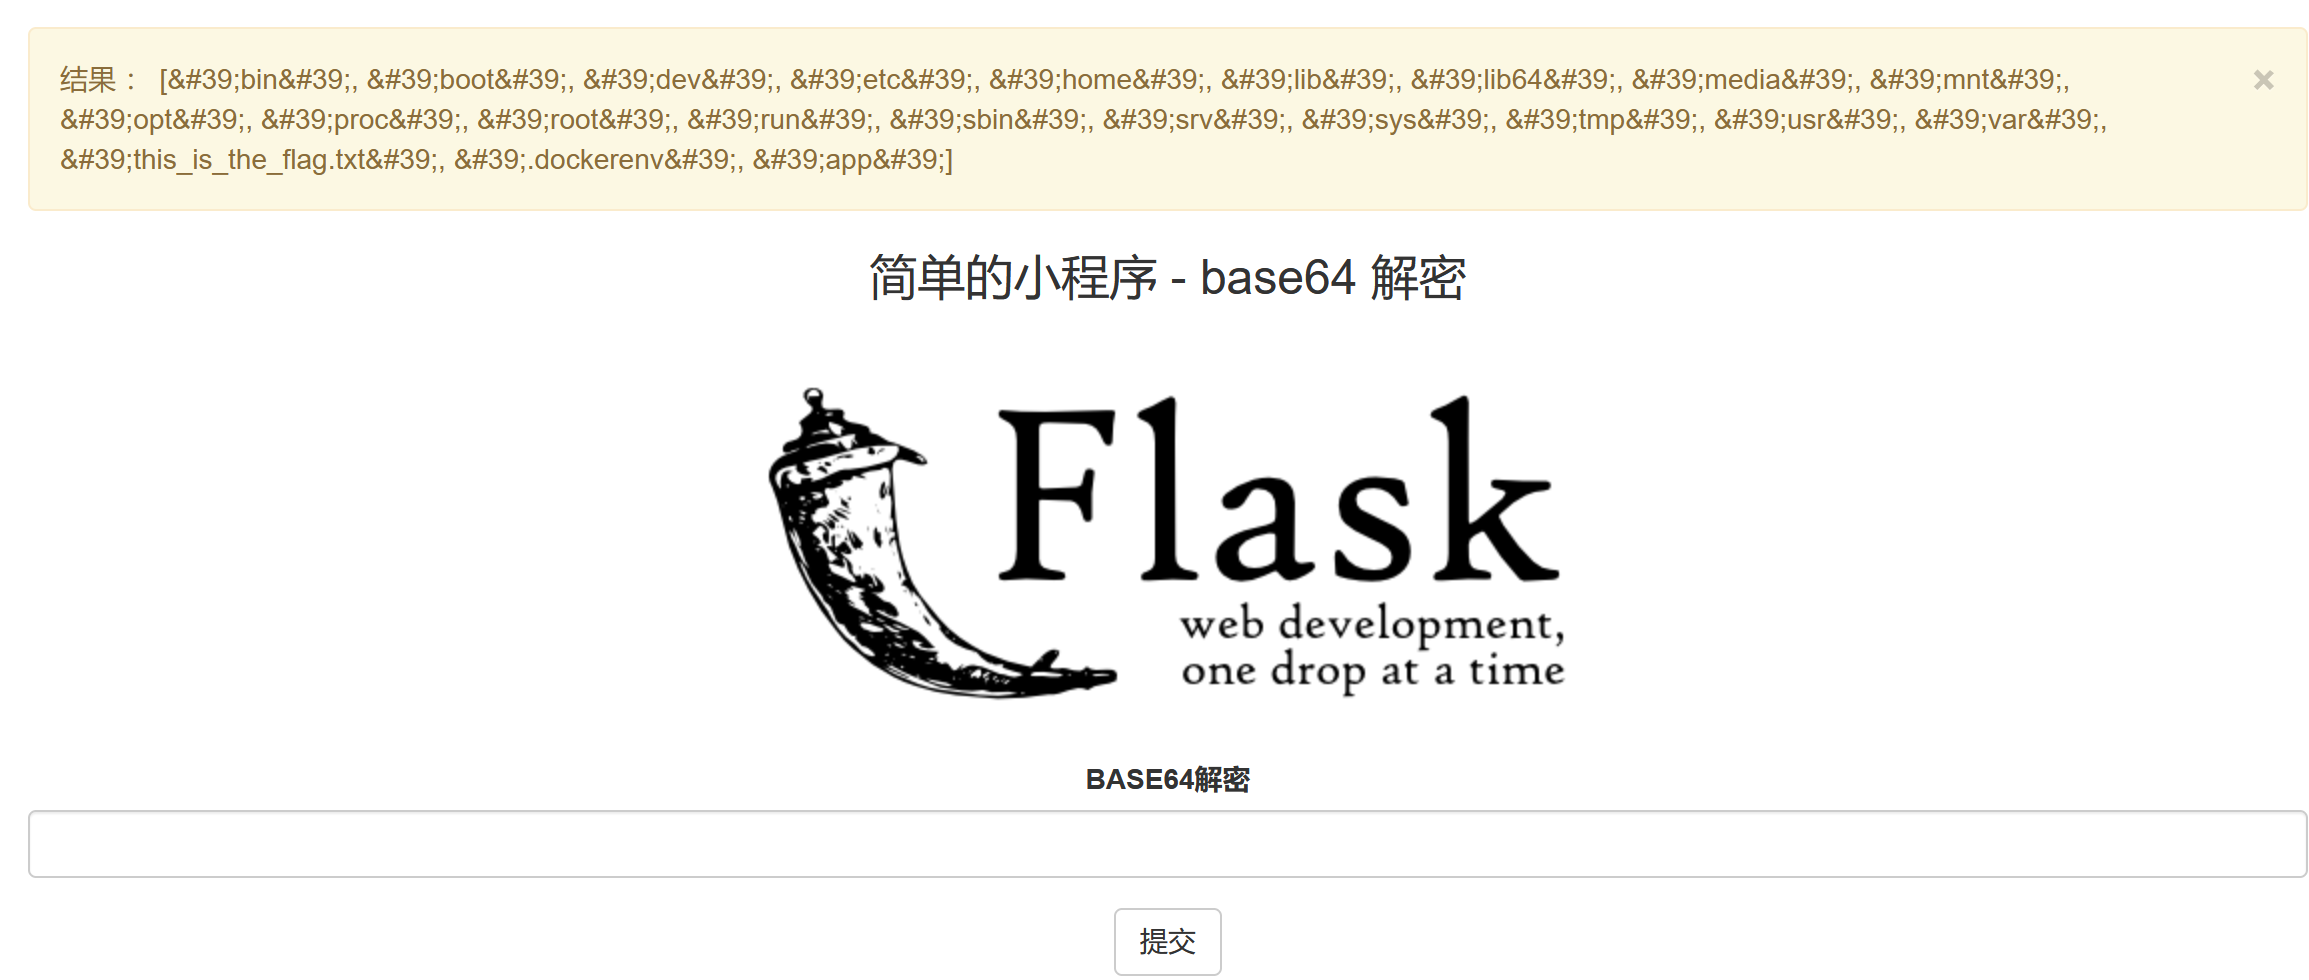 结果 ： [&#39;bin&#39;, &#39;boot&#39;, &#39;dev&#39;, &#39;etc&#39;, &#39;home&#39;, &#39;lib&#39;, &#39;lib64&#39;, &#39;media&#39;, &#39;mnt&#39;,
&#39;opt&#39;, &#39;proc&#39;, &#39;root&#39;, &#39;run&#39;, &#39;sbin&#39;, &#39;srv&#39;, &#39;sys&#39;, &#39;tmp&#39;, &#39;usr&#39;, &#39;var&#39;,
&#39;this_is_the_flag.txt&#39;, &#39;.dockerenv&#39;, &#39;app&#39;]
×
简单的小程序 - base64 解密
Flask
web development,
one drop at a time
BASE64解密
提交